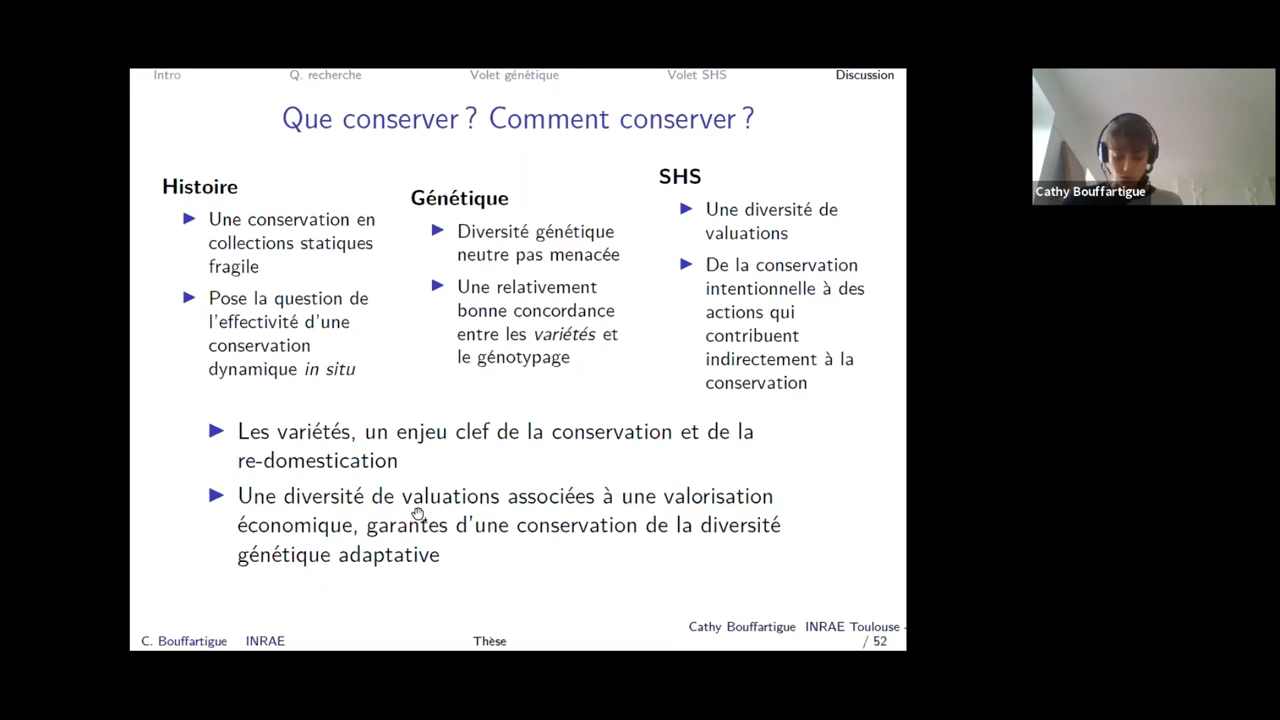 Intro Q. recherche Volet génétique Volet SHS Discussion
Que conserver ? Comment conserver ?
Histoire
▶ Une conservation en
collections statiques
fragile
▶ Pose la question de
l'effectivité d'une
conservation
dynamique in situ
Génétique
▶ Diversité génétique
neutre pas menacée
▶ Une relativement
bonne concordance
entre les variétés et
le génotypage
SHS
▶ Une diversité de
valuations
▶ De la conservation
intentionnelle à des
actions qui
contribuent
indirectement à la
conservation
▶ Les variétés, un enjeu clef de la conservation et de la
re-domestication
▶ Une diversité de valuations associées à une valorisation
économique, garantes d'une conservation de la diversité
génétique adaptative
Cathy Bouffartigue INRAE Toulouse -
C. Bouffartigue INRAE Thèse / 52
Cathy Bouffartigue